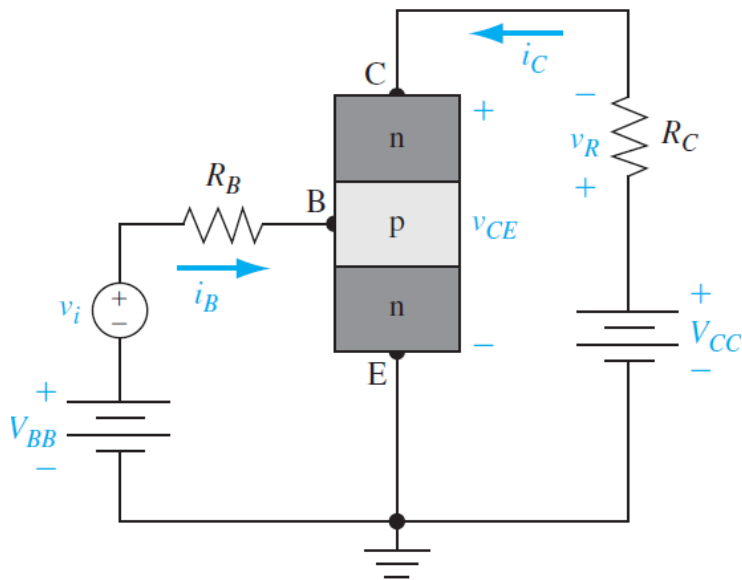 C
i_C
+
−
n
v_R
R_C
R_B
B
p
+
v_CE
i_B
+
v_i
−
n
+
−
V_CC
E
−
+
V_BB
−